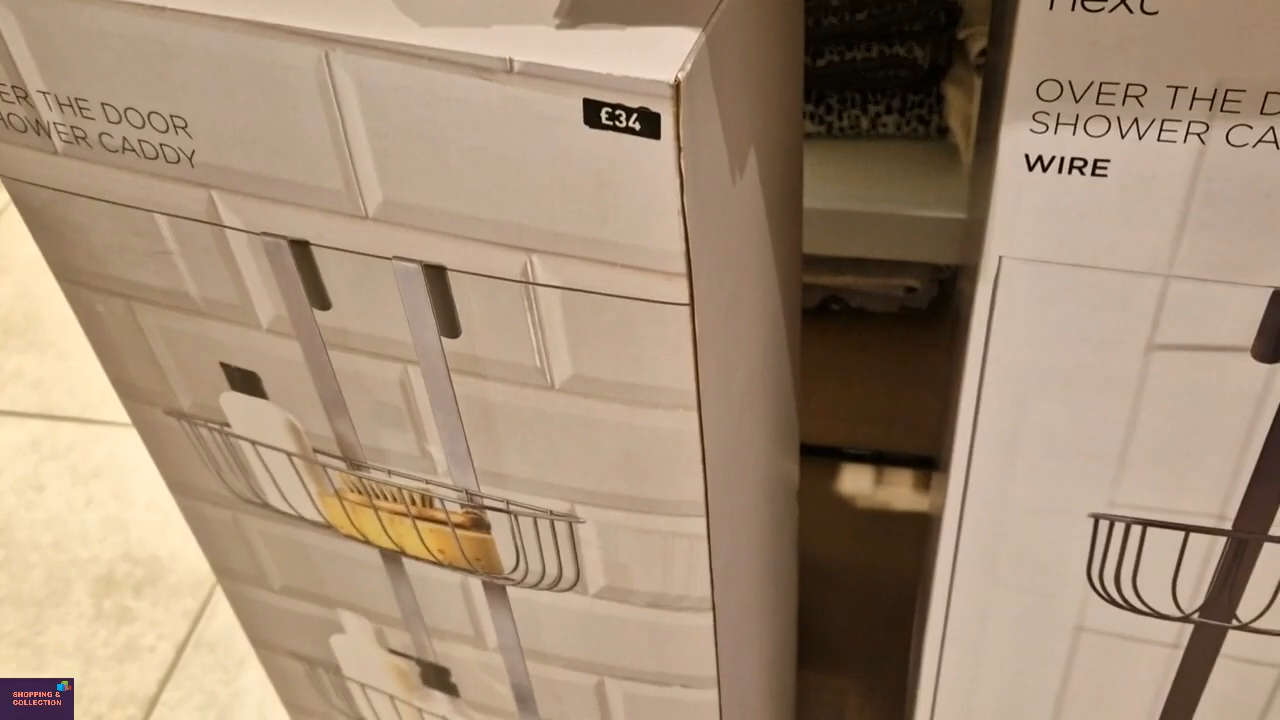 ER THE DOOR
HOWER CADDY
£34
next
OVER THE D
SHOWER CA
WIRE
SHOPPING &
COLLECTION